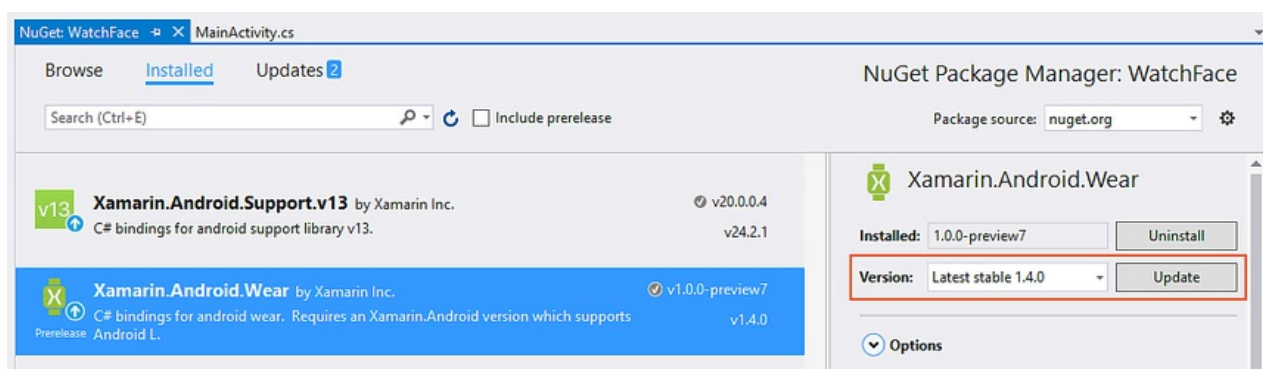 NuGet: WatchFace MainActivity.cs
Browse Installed Updates 2
NuGet Package Manager: WatchFace
Search (Ctrl+E) Include prerelease
Package source: nuget.org
v13 Xamarin.Android.Support.v13 by Xamarin Inc. v20.0.0.4
C# bindings for android support library v13. v24.2.1
Xamarin.Android.Wear by Xamarin Inc. v1.0.0-preview7
C# bindings for android wear. Requires an Xamarin.Android version which supports v1.4.0
Prerelease Android L.
X Xamarin.Android.Wear
Installed: 1.0.0-preview7 Uninstall
Version: Latest stable 1.4.0 Update
Options